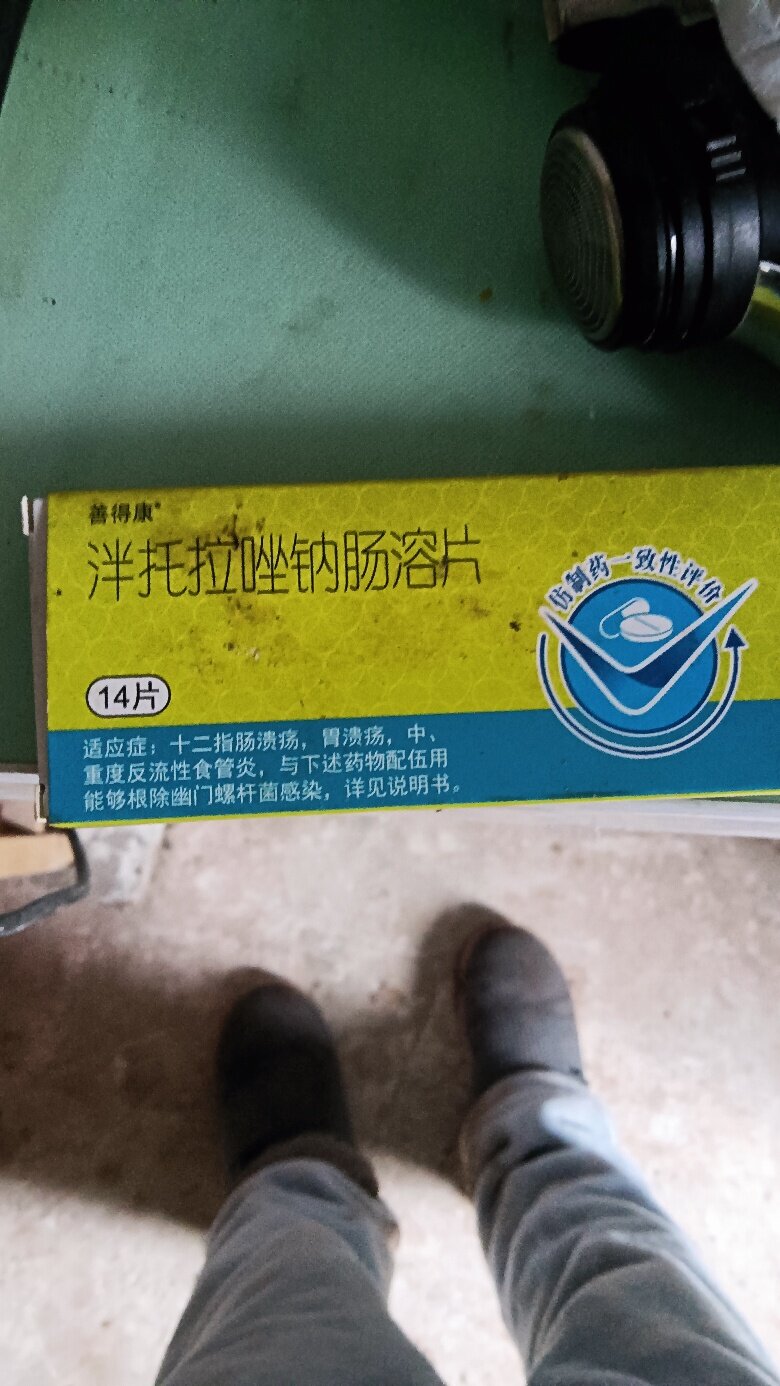 善得康®
泮托拉唑钠肠溶片
仿制药一致性评价
14片
适应症：十二指肠溃疡，胃溃疡，中、
重度反流性食管炎，与下述药物配伍用
能够根除幽门螺杆菌感染，详见说明书。